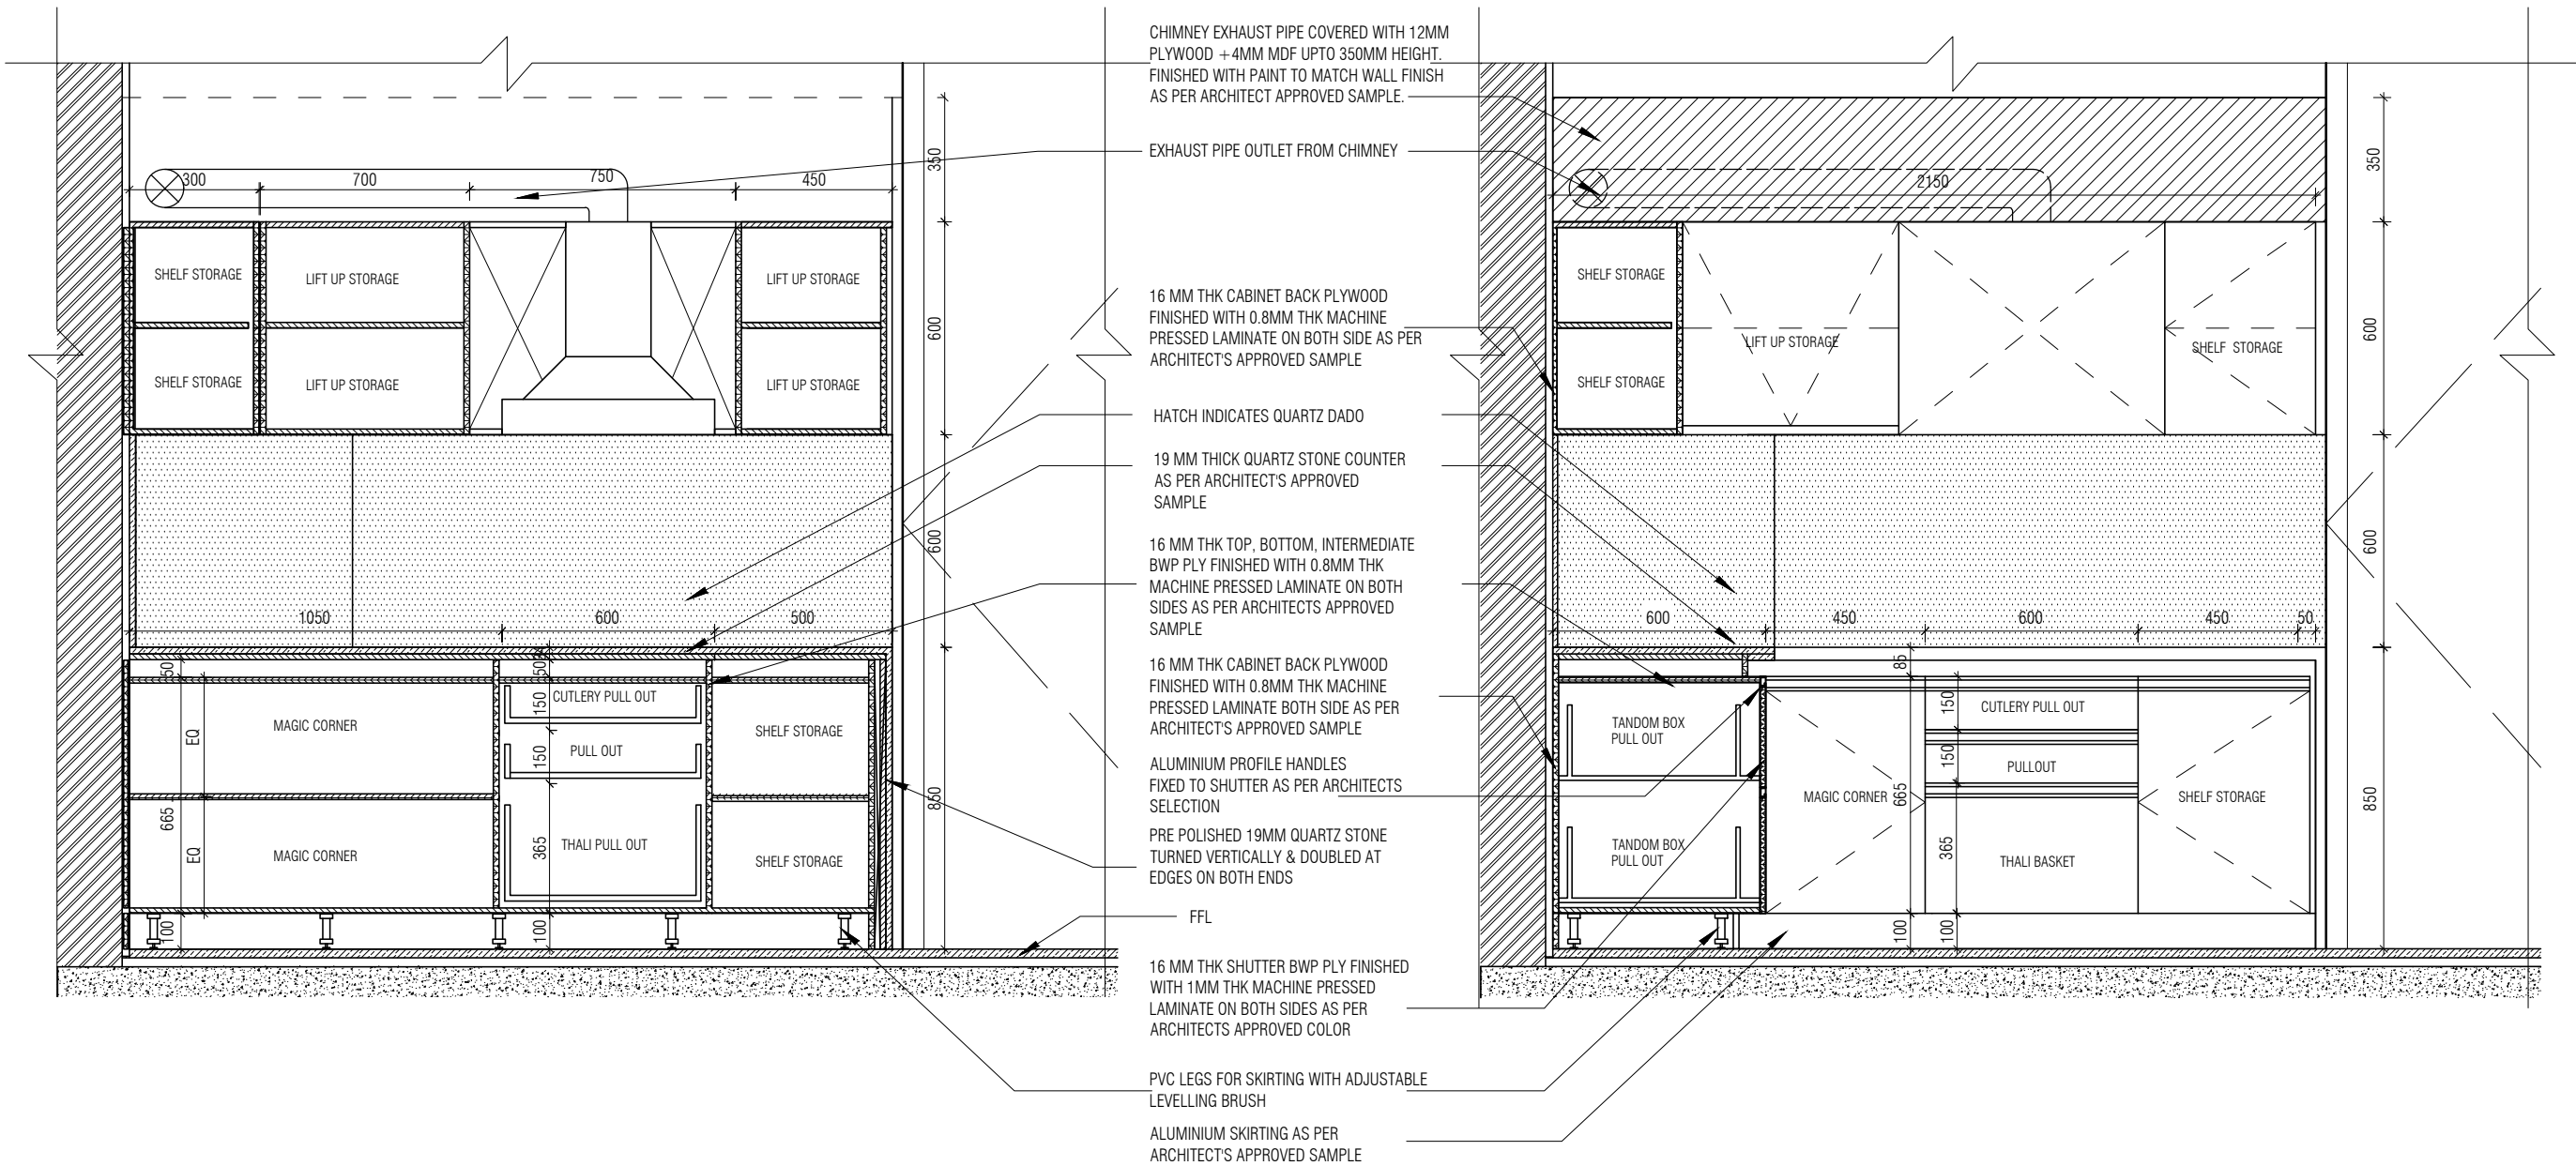 CHIMNEY EXHAUST PIPE COVERED WITH 12MM
PLYWOOD +4MM MDF UPTO 350MM HEIGHT.
FINISHED WITH PAINT TO MATCH WALL FINISH
AS PER ARCHITECT APPROVED SAMPLE.
EXHAUST PIPE OUTLET FROM CHIMNEY
16 MM THK CABINET BACK PLYWOOD
FINISHED WITH 0.8MM THK MACHINE
PRESSED LAMINATE ON BOTH SIDE AS PER
ARCHITECT'S APPROVED SAMPLE
HATCH INDICATES QUARTZ DADO
19 MM THICK QUARTZ STONE COUNTER
AS PER ARCHITECT'S APPROVED
SAMPLE
16 MM THK TOP, BOTTOM, INTERMEDIATE
BWP PLY FINISHED WITH 0.8MM THK
MACHINE PRESSED LAMINATE ON BOTH
SIDES AS PER ARCHITECTS APPROVED
SAMPLE
16 MM THK CABINET BACK PLYWOOD
FINISHED WITH 0.8MM THK MACHINE
PRESSED LAMINATE BOTH SIDE AS PER
ARCHITECT'S APPROVED SAMPLE
ALUMINIUM PROFILE HANDLES
FIXED TO SHUTTER AS PER ARCHITECTS
SELECTION
PRE POLISHED 19MM QUARTZ STONE
TURNED VERTICALLY & DOUBLED AT
EDGES ON BOTH ENDS
FFL
16 MM THK SHUTTER BWP PLY FINISHED
WITH 1MM THK MACHINE PRESSED
LAMINATE ON BOTH SIDES AS PER
ARCHITECTS APPROVED COLOR
PVC LEGS FOR SKIRTING WITH ADJUSTABLE
LEVELLING BRUSH
ALUMINIUM SKIRTING AS PER
ARCHITECT'S APPROVED SAMPLE
300
700
750
450
350
SHELF STORAGE
LIFT UP STORAGE
LIFT UP STORAGE
600
SHELF STORAGE
LIFT UP STORAGE
LIFT UP STORAGE
600
1050
600
500
50
50
CUTLERY PULL OUT
150
MAGIC CORNER
EQ
SHELF STORAGE
PULL OUT
150
850
665
THALI PULL OUT
365
MAGIC CORNER
EQ
SHELF STORAGE
100
100
350
2150
SHELF STORAGE
LIFT UP STORAGE
SHELF STORAGE
SHELF STORAGE
600
600
600
450
600
450
50
85
CUTLERY PULL OUT
150
TANDOM BOX
PULL OUT
PULLOUT
150
MAGIC CORNER
665
SHELF STORAGE
850
TANDOM BOX
PULL OUT
365
THALI BASKET
100
100